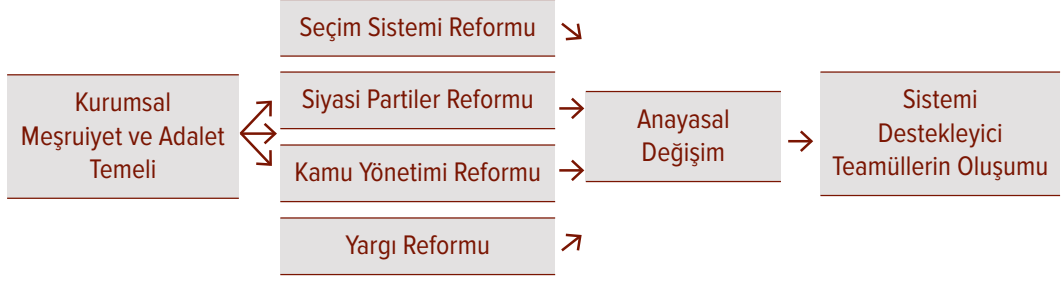 Kurumsal
Meşruiyet ve Adalet
Temeli
Seçim Sistemi Reformu
Siyasi Partiler Reformu
Kamu Yönetimi Reformu
Yargı Reformu
Anayasal
Değişim
Sistemi
Destekleyici
Teamüllerin Oluşumu